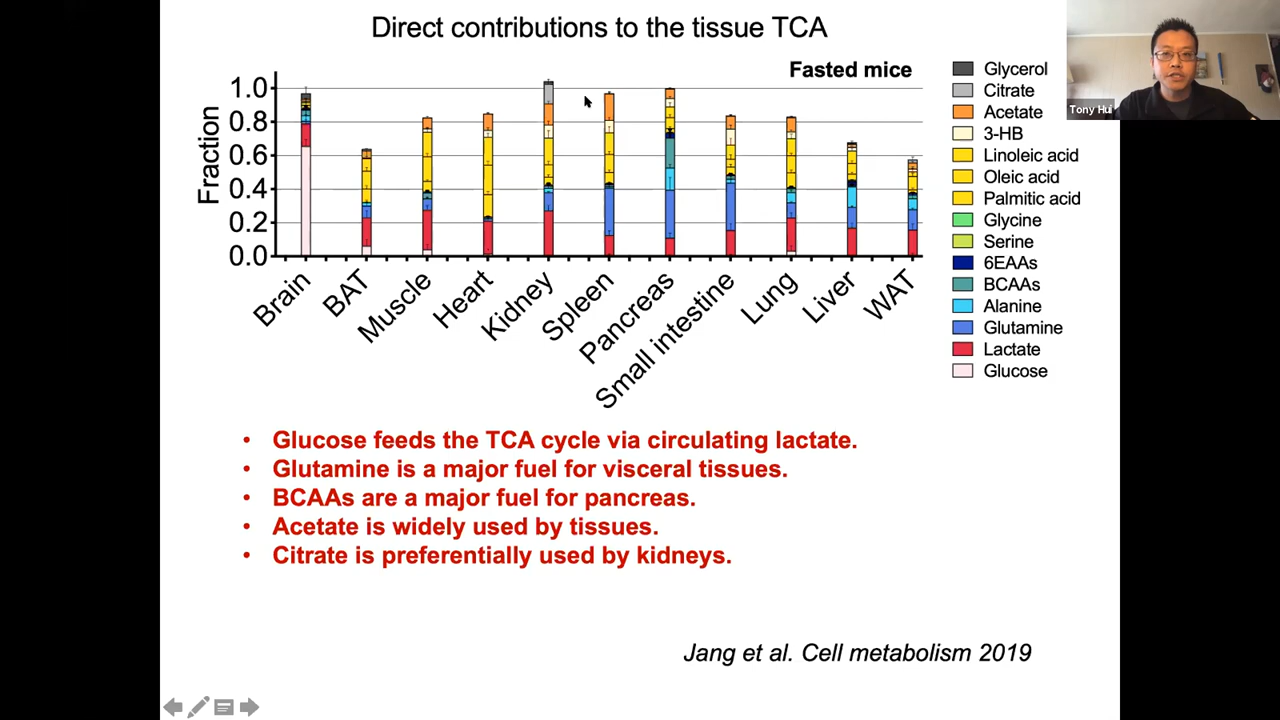 Direct contributions to the tissue TCA
Fasted mice
Fraction
1.0
0.8
0.6
0.4
0.2
0.0
Brain
BAT
Muscle
Heart
Kidney
Spleen
Pancreas
Small intestine
Lung
Liver
WAT
Glycerol
Citrate
Acetate
3-HB
Linoleic acid
Oleic acid
Palmitic acid
Glycine
Serine
6EAAs
BCAAs
Alanine
Glutamine
Lactate
Glucose
Tony Hui
• Glucose feeds the TCA cycle via circulating lactate.
• Glutamine is a major fuel for visceral tissues.
• BCAAs are a major fuel for pancreas.
• Acetate is widely used by tissues.
• Citrate is preferentially used by kidneys.
Jang et al. Cell metabolism 2019